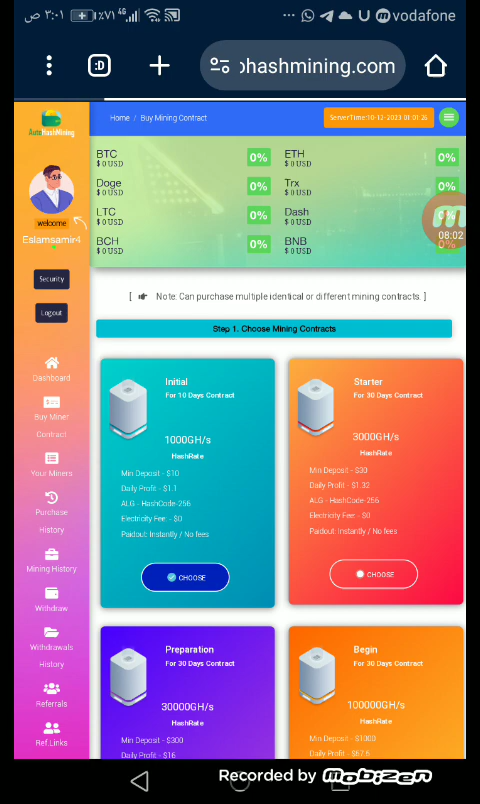 ٣:٠١ ص
٪٧١
4G
vodafone
:D
ohashmining.com
AutoHashMining
Home / Buy Mining Contract
ServerTime:10-12-2023 01:01:26
BTC
$ 0 USD
0%
ETH
$ 0 USD
0%
Doge
$ 0 USD
0%
Trx
$ 0 USD
0%
LTC
$ 0 USD
0%
Dash
$ 0 USD
0%
BCH
$ 0 USD
0%
BNB
$ 0 USD
0%
08:02
welcome
Eslamsamir4
Security
Logout
Dashboard
Buy Miner
Contract
Your Miners
Purchase
History
Mining History
Withdraw
Withdrawals
History
Referrals
Ref.Links
[ Note: Can purchase multiple identical or different mining contracts. ]
Step 1. Choose Mining Contracts
Initial
For 10 Days Contract
1000GH/s
HashRate
Min Deposit - $10
Daily Profit - $1.1
ALG - HashCode-256
Electricity Fee: - $0
Paidout: Instantly / No fees
CHOOSE
Starter
For 30 Days Contract
3000GH/s
HashRate
Min Deposit - $30
Daily Profit - $1.32
ALG - HashCode-256
Electricity Fee: - $0
Paidout: Instantly / No fees
CHOOSE
Preparation
For 30 Days Contract
30000GH/s
HashRate
Min Deposit - $300
Daily Profit - $16
Begin
For 30 Days Contract
100000GH/s
HashRate
Min Deposit - $1000
Daily Profit - $67.6
Recorded by Mobizen